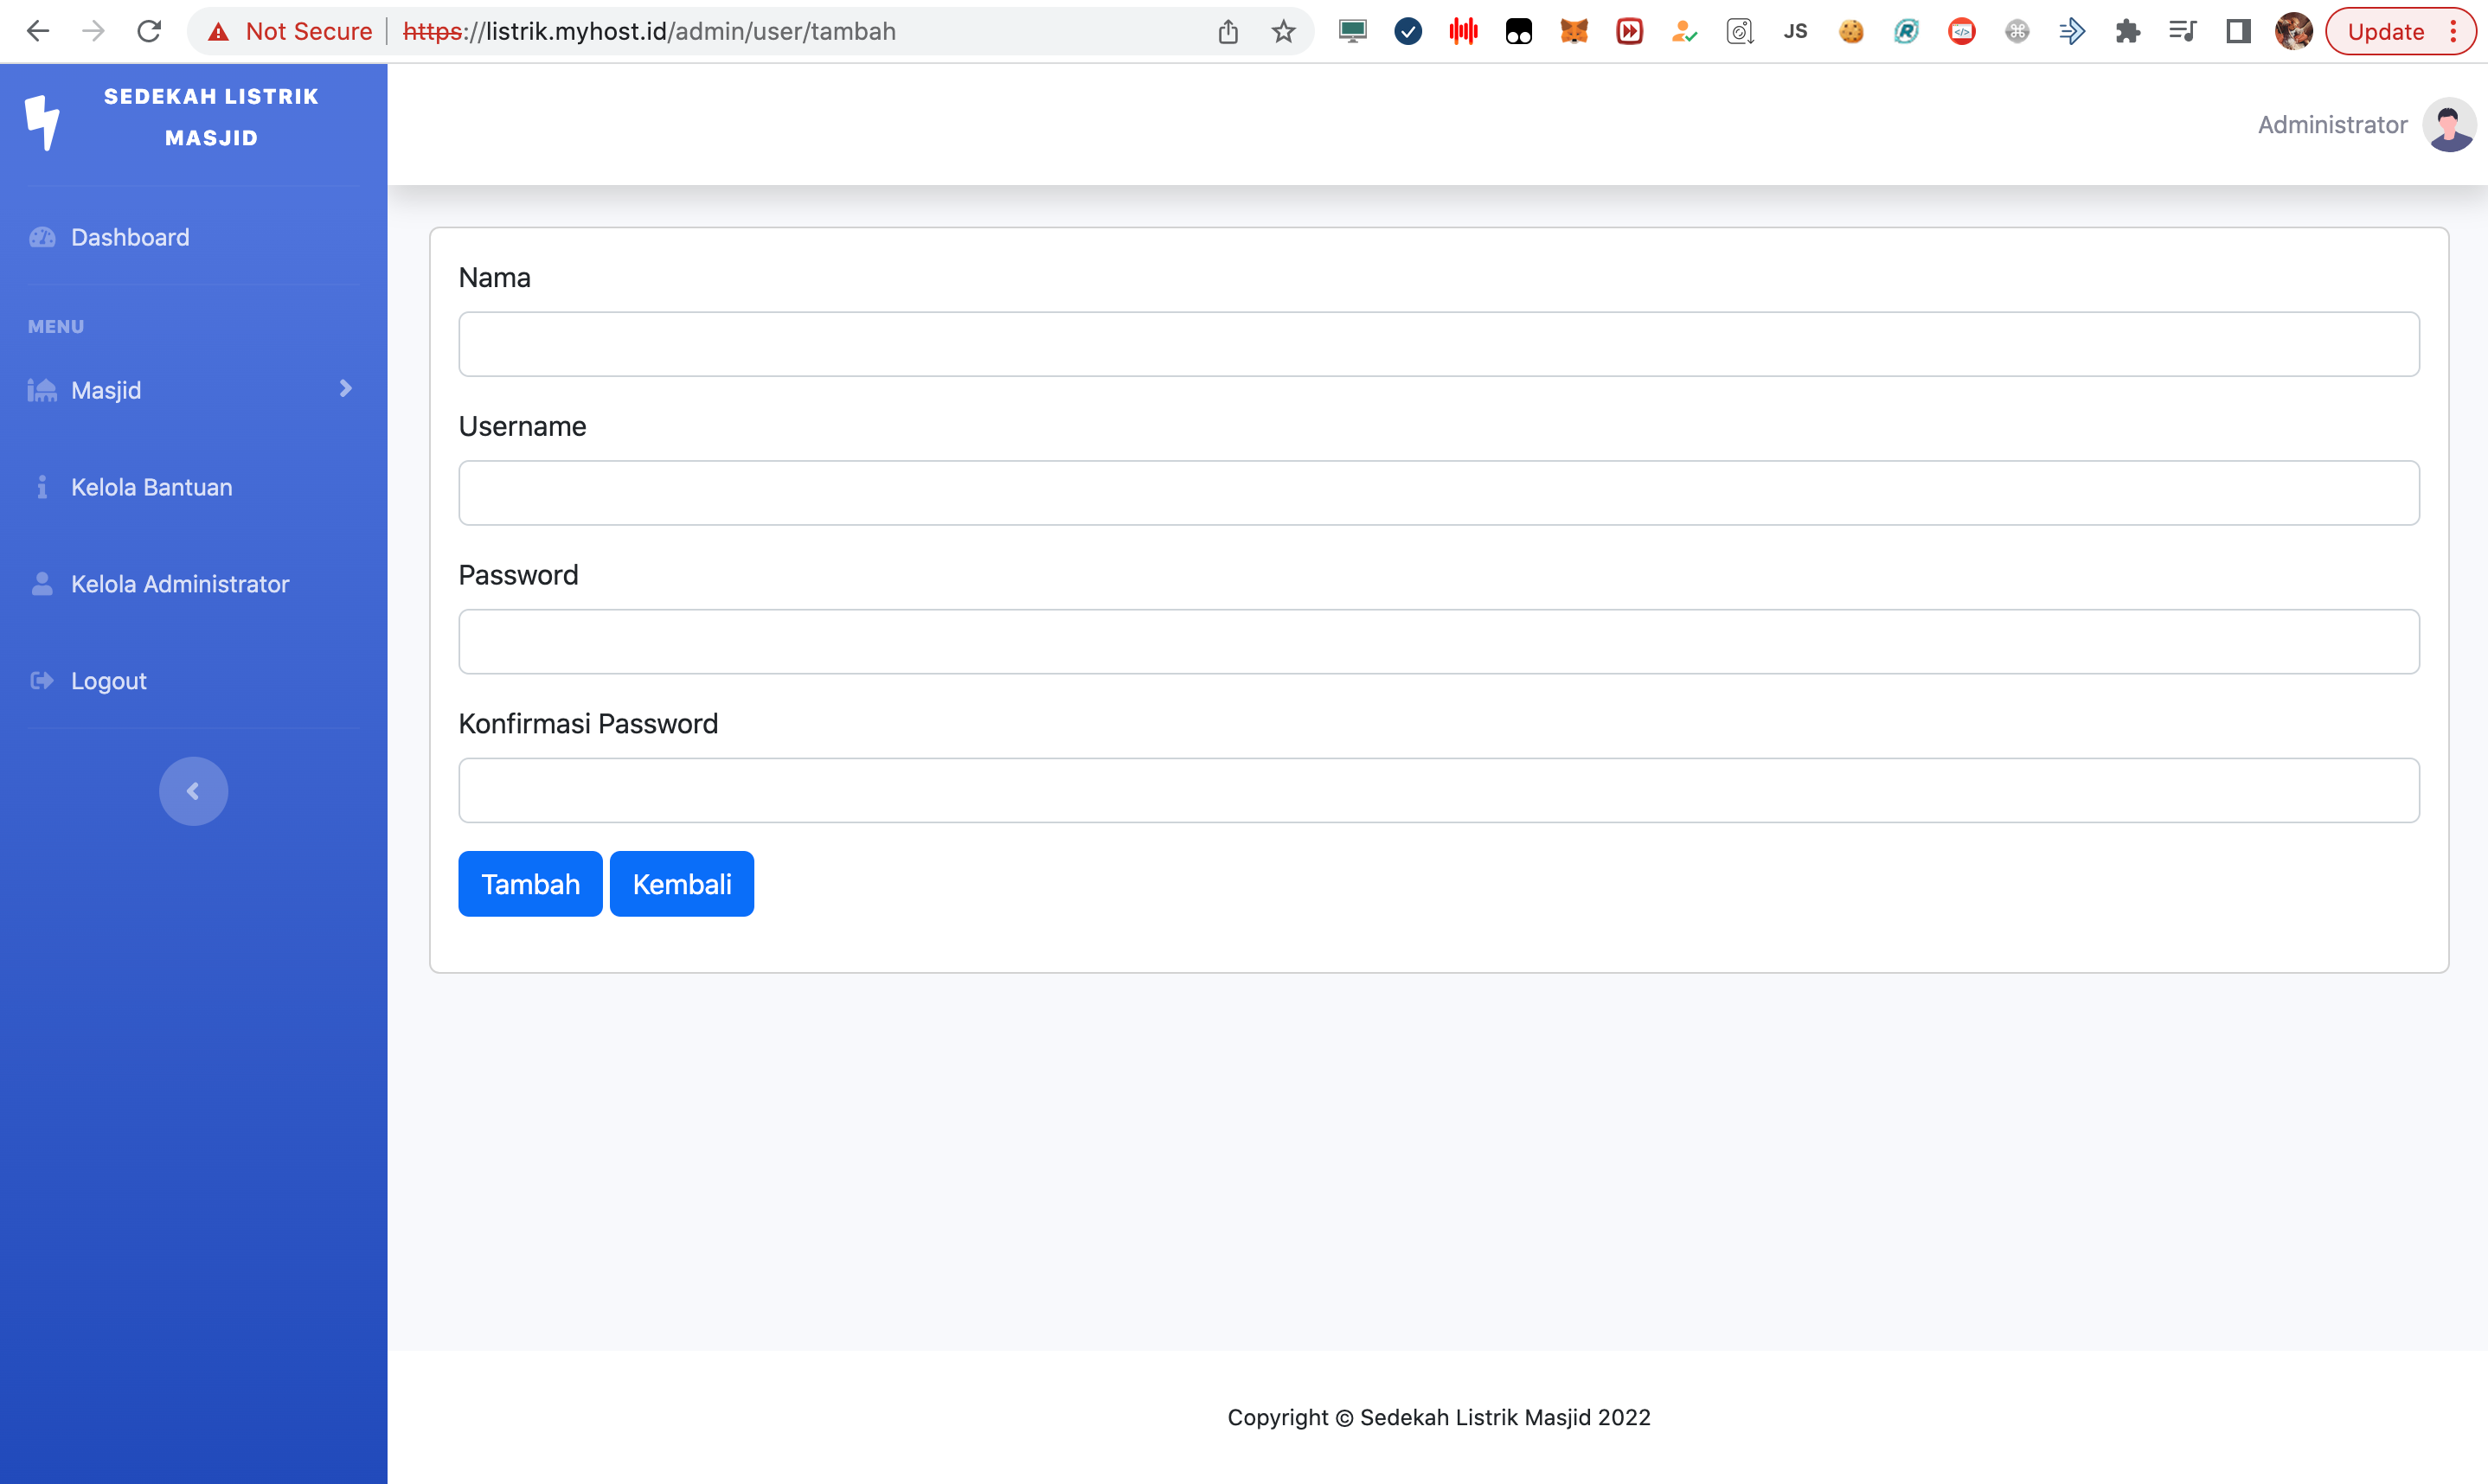 Not Secure | https://listrik.myhost.id/admin/user/tambah
JS
Update
SEDEKAH LISTRIK
MASJID
Administrator
Dashboard
MENU
Masjid
Kelola Bantuan
Kelola Administrator
Logout
Nama
Username
Password
Konfirmasi Password
Tambah Kembali
Copyright © Sedekah Listrik Masjid 2022